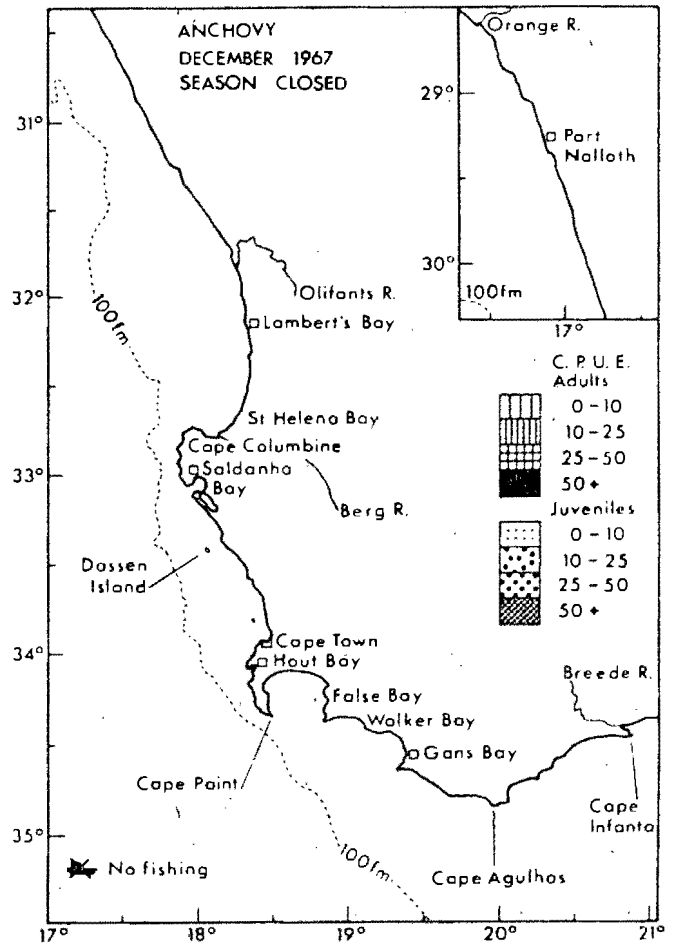 ANCHOVY
DECEMBER 1967
SEASON CLOSED
Orange R.
29°
Port
Nolloth
30°
100fm
17°
31°
32°
33°
34°
35°
Olifants R.
100fm
Lambert's Bay
St Helena Bay
Cape Columbine
Saldanha
Bay
Berg R.
Dassen
Island
Cape Town
Hout Bay
False Bay
Walker Bay
Gans Bay
Breede R.
Cape Point
Cape
Infanta
Cape Agulhas
100fm
No fishing
C. P. U. E.
Adults
0-10
10-25
25-50
50+
Juveniles
0-10
10-25
25-50
50+
17°
18°
19°
20°
21°